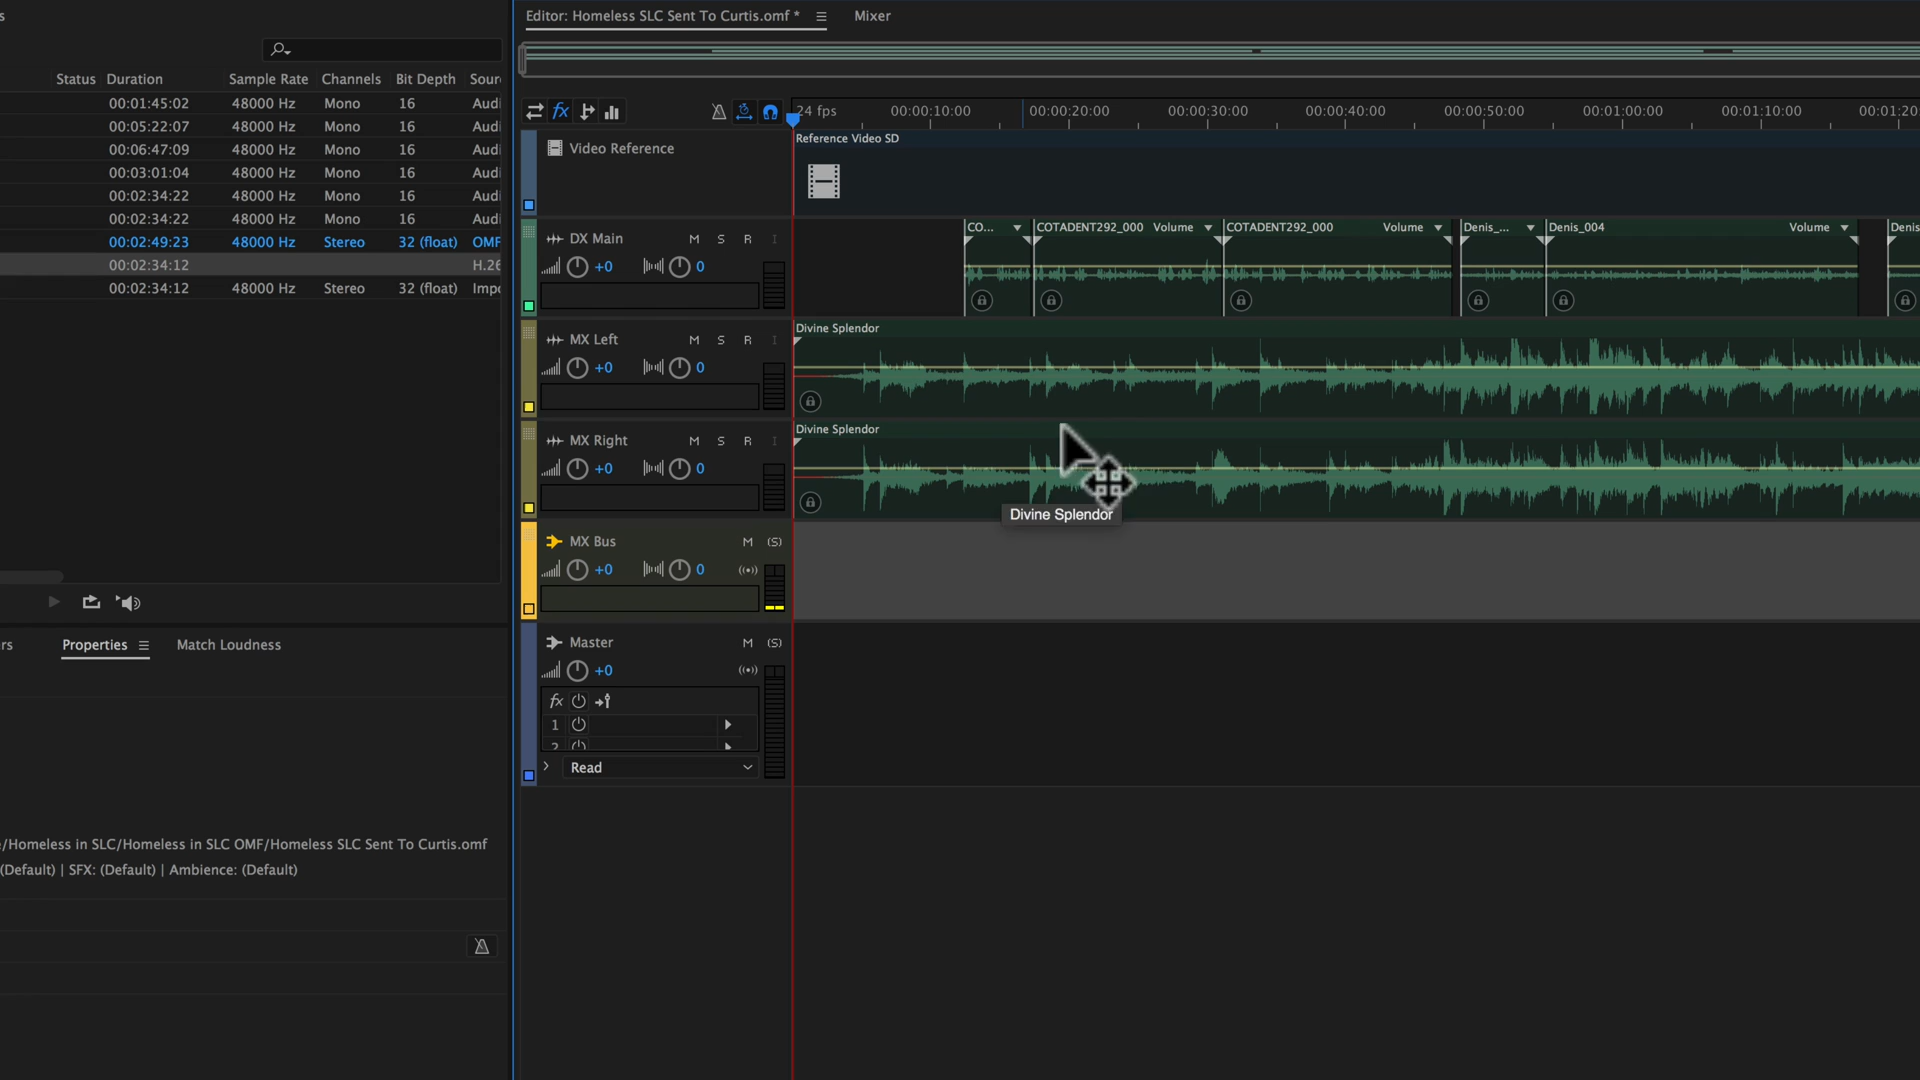 s
Editor: Homeless SLC Sent To Curtis.omf *
Mixer
Status Duration Sample Rate Channels Bit Depth Sour
00:01:45:02 48000 Hz Mono 16 Audi
00:05:22:07 48000 Hz Mono 16 Audi
00:06:47:09 48000 Hz Mono 16 Audi
00:03:01:04 48000 Hz Mono 16 Audi
00:02:34:22 48000 Hz Mono 16 Audi
00:02:34:22 48000 Hz Mono 16 Audi
00:02:49:23 48000 Hz Stereo 32 (float) OMF
00:02:34:12 H.26
00:02:34:12 48000 Hz Stereo 32 (float) Impo
fx
24 fps 00:00:10:00 00:00:20:00 00:00:30:00 00:00:40:00 00:00:50:00 00:01:00:00 00:01:10:00 00:01:20
Video Reference
Reference Video SD
DX Main M S R I
+0 0
CO... COTADENT292_000 Volume COTADENT292_000 Volume Denis_... Denis_004 Volume Denis
MX Left M S R I
+0 0
Divine Splendor
MX Right M S R I
+0 0
Divine Splendor
Divine Splendor
MX Bus M (S)
+0 0
Master M (S)
+0
fx
1
2
Read
rs Properties Match Loudness
/Homeless in SLC/Homeless in SLC OMF/Homeless SLC Sent To Curtis.omf
(Default) | SFX: (Default) | Ambience: (Default)